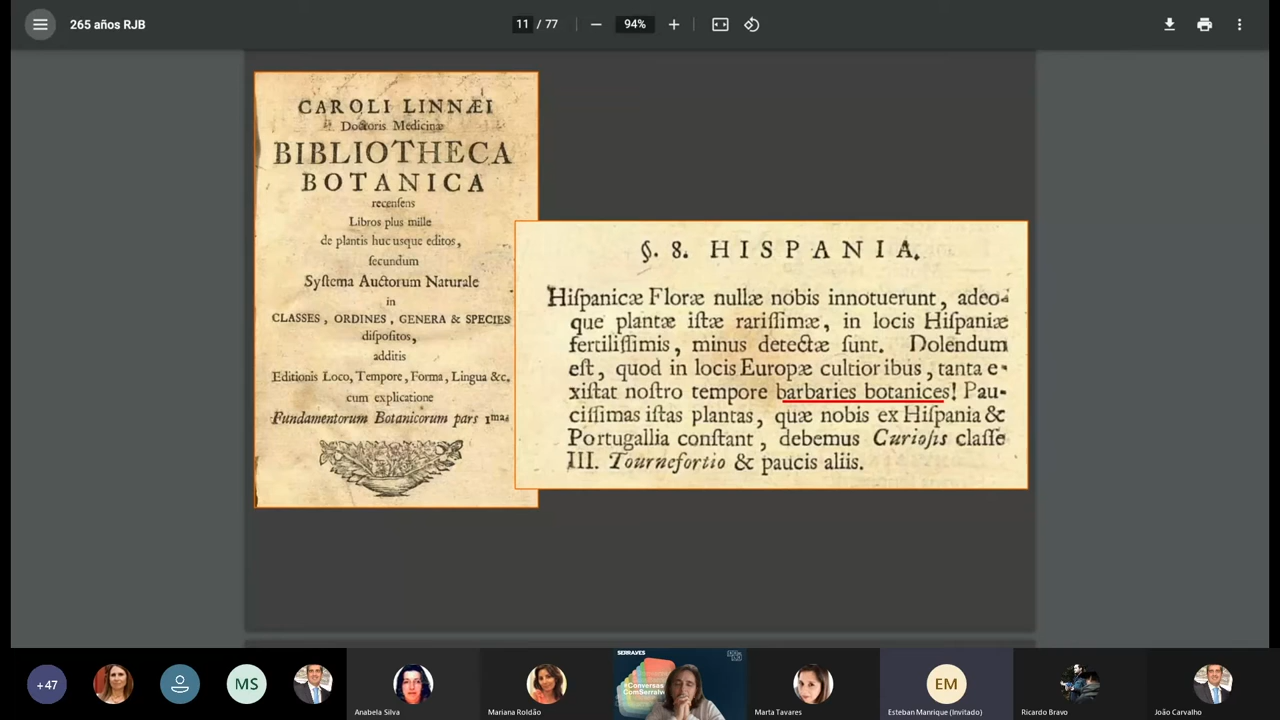 265 años RJB
11 / 77
94%
CAROLI LINNÆI
Doctoris Medicinæ
BIBLIOTHECA
BOTANICA
recenſens
Libros plus mille
de plantis huc usque editos,
ſecundum
Syſtema Auctorum Naturale
in
CLASSES, ORDINES, GENERA & SPECIES
diſpoſitos,
additis
Editionis Loco, Tempore, Forma, Lingua &c.
cum explicatione
Fundamentorum Botanicorum pars 1mæ
§. 8. HISPANIA.
Hiſpanicæ Floræ nullæ nobis innotuerunt, adeo-
que plantæ iſtæ rariſſimæ, in locis Hiſpaniæ
fertiliſſimis, minus detectæ ſunt. Dolendum
eſt, quod in locis Europæ cultioribus, tanta e-
xiſtat noſtro tempore barbaries botanices! Pau-
ciſſimas iſtas plantas, quæ nobis ex Hiſpania &
Portugallia conſtant, debemus Curioſis claſſe
III. Tournefortio & paucis aliis.
+47
MS
Anabela Silva
Mariana Roldão
SERRALVES
#Conversas
ComSerralv
Marta Tavares
EM
Esteban Manrique (Invitado)
Ricardo Bravo
João Carvalho